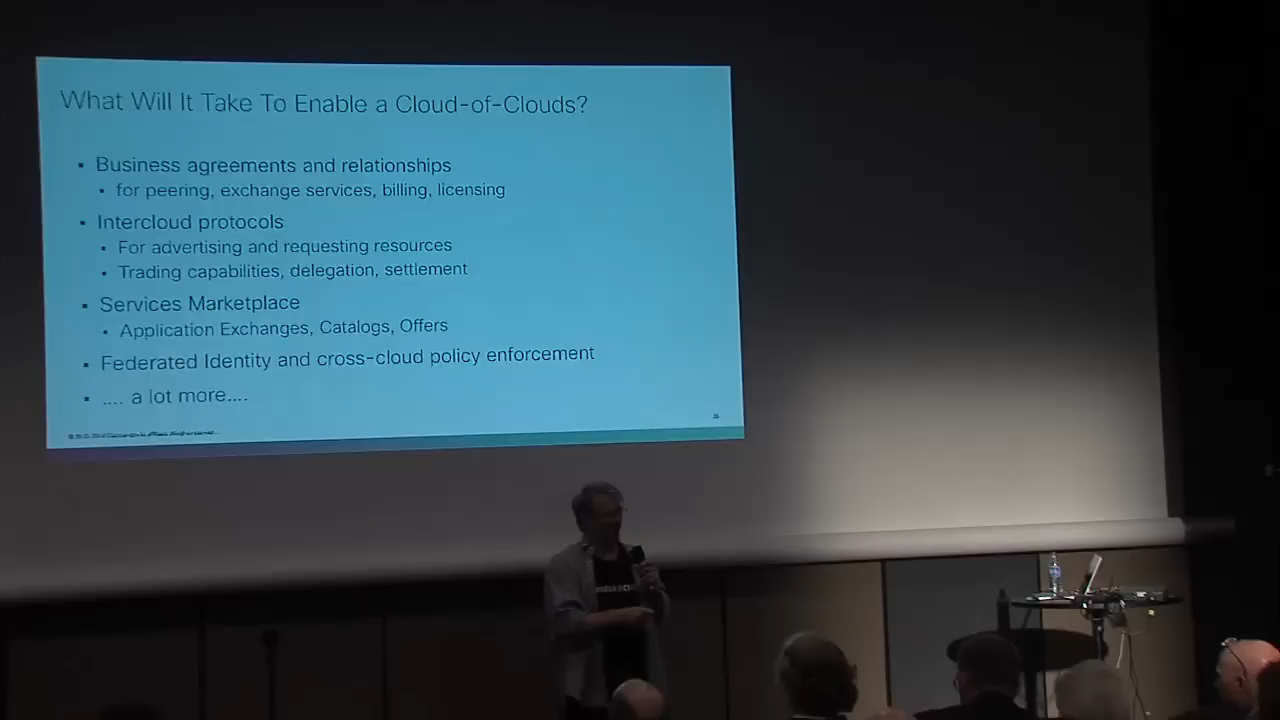 What Will It Take To Enable a Cloud-of-Clouds?
▪ Business agreements and relationships
▪ for peering, exchange services, billing, licensing
▪ Intercloud protocols
▪ For advertising and requesting resources
▪ Trading capabilities, delegation, settlement
▪ Services Marketplace
▪ Application Exchanges, Catalogs, Offers
▪ Federated Identity and cross-cloud policy enforcement
▪ .... a lot more....